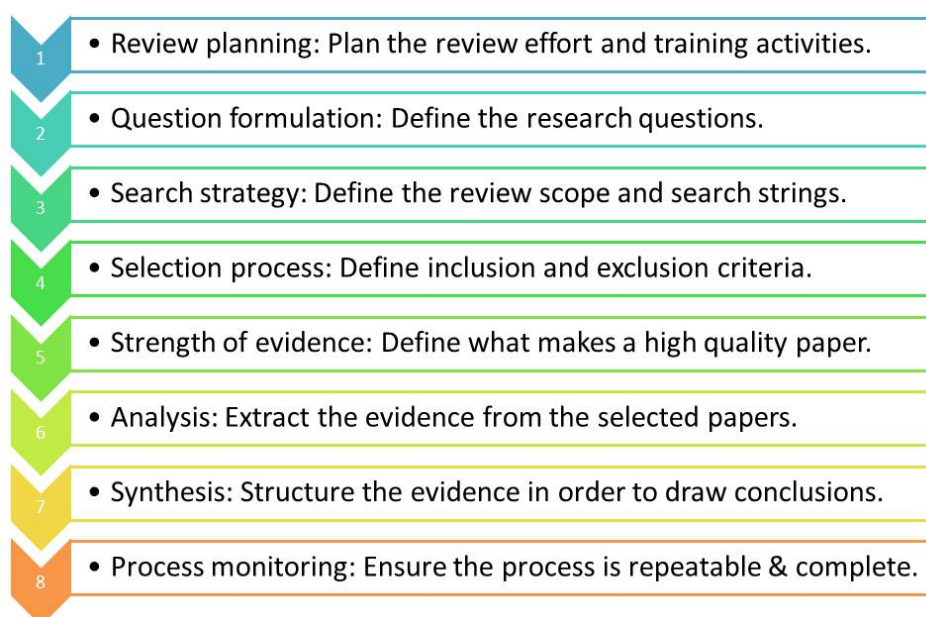 1 • Review planning: Plan the review effort and training activities.
2 • Question formulation: Define the research questions.
3 • Search strategy: Define the review scope and search strings.
4 • Selection process: Define inclusion and exclusion criteria.
5 • Strength of evidence: Define what makes a high quality paper.
6 • Analysis: Extract the evidence from the selected papers.
7 • Synthesis: Structure the evidence in order to draw conclusions.
8 • Process monitoring: Ensure the process is repeatable & complete.